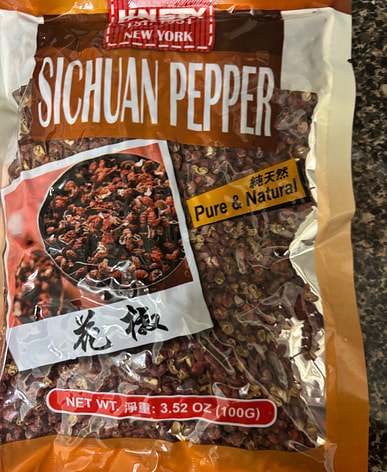 NEW YORK
SICHUAN PEPPER
純天然
Pure & Natural
花椒
NET WT. 淨重: 3.52 OZ (100G)